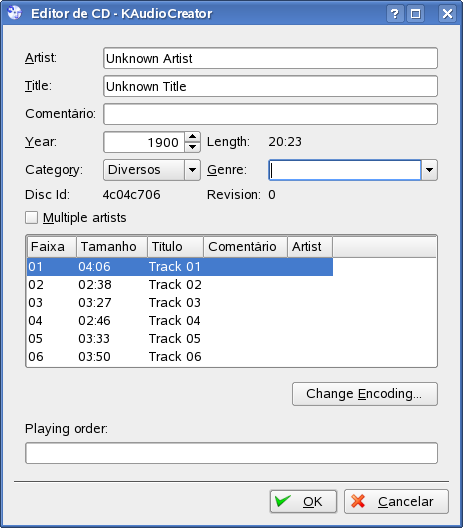 Editor de CD - KAudioCreator
Artist: Unknown Artist
Title: Unknown Title
Comentário:
Year: 1900 Length: 20:23
Category: Diversos Genre:
Disc Id: 4c04c706 Revision: 0
Multiple artists
Faixa Tamanho Título Comentário Artist
01 04:06 Track 01
02 02:38 Track 02
03 03:27 Track 03
04 02:46 Track 04
05 03:33 Track 05
06 03:50 Track 06
Change Encoding...
Playing order:
OK Cancelar